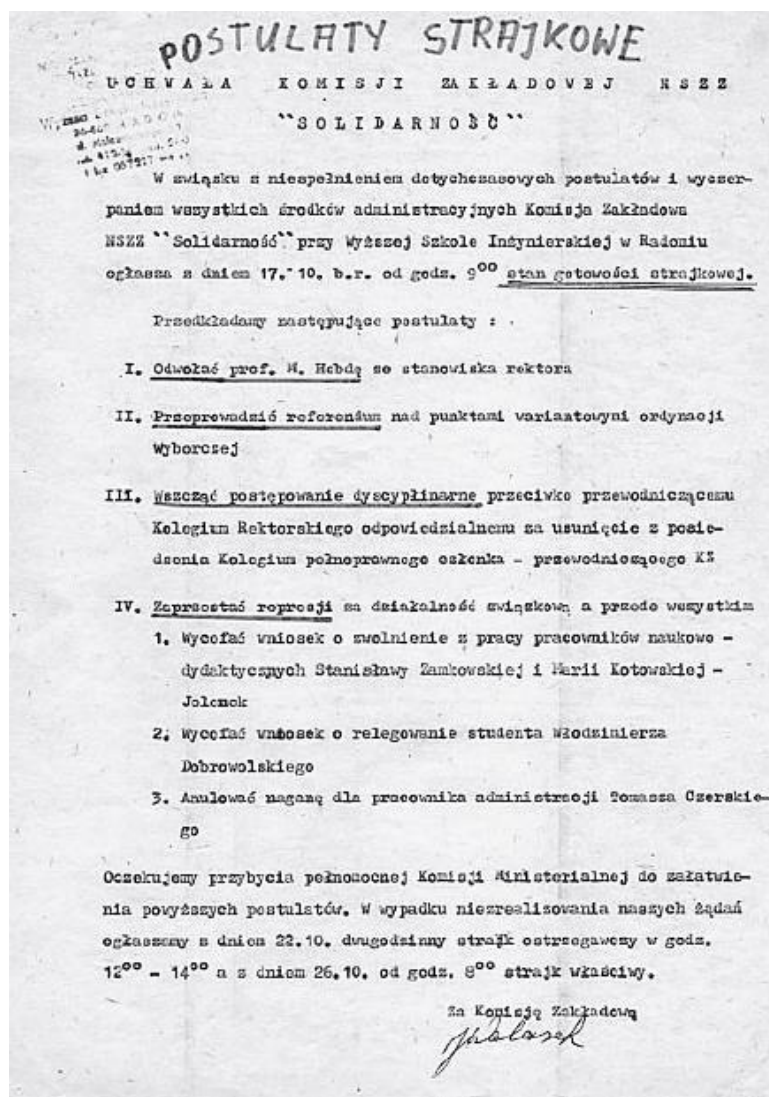 POSTULATY STRAJKOWE
UCHWAŁA KOMISJI ZAKŁADOWEJ NSZZ
``SOLIDARNOŚĆ``
W związku z niespełnieniem dotychczasowych postulatów i wyczer-
paniem wszystkich środków administracyjnych Komisja Zakładowa
NSZZ ``Solidarność`` przy Wyższej Szkole Inżynierskiej w Radomiu
ogłasza z dniem 17.10. b.r. od godz. 9⁰⁰ stan gotowości strajkowej.
Przedkładamy następujące postulaty :
I. Odwołać prof. M. Hebdę ze stanowiska rektora
II. Przeprowadzić referendum nad punktami wariantowymi ordynacji
Wyborczej
III. Wszcząć postępowanie dyscyplinarne przeciwko przewodniczącemu
Kolegium Rektorskiego odpowiedzialnemu za usunięcie z posie-
dzenia Kolegium pełnoprawnego członka - przewodniczącego KZ
IV. Zaprzestać represji za działalność związkową a przede wszystkim
1. Wycofać wniosek o zwolnienie z pracy pracowników naukowo -
dydaktycznych Stanisławy Zamkowskiej i Marii Kotowskiej -
Jelonek
2. Wycofać wniosek o relegowanie studenta Włodzimierza
Dobrowolskiego
3. Anulować naganę dla pracownika administracji Tomasza Czerskie-
go
Oczekujemy przybycia pełnomocnej Komisji Ministerialnej do załatwie-
nia powyższych postulatów. W wypadku niezrealizowania naszych żądań
ogłaszamy z dniem 22.10. dwugodzinny strajk ostrzegawczy w godz.
12⁰⁰ - 14⁰⁰ a z dniem 26.10. od godz. 8⁰⁰ strajk właściwy.
Za Komisję Zakładową